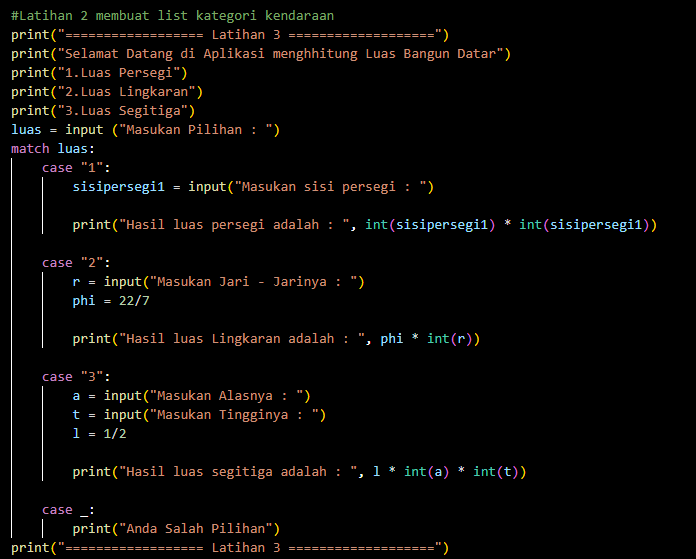 #Latihan 2 membuat list kategori kendaraan
print("================== Latihan 3 ===================")
print("Selamat Datang di Aplikasi menghhitung Luas Bangun Datar")
print("1.Luas Persegi")
print("2.Luas Lingkaran")
print("3.Luas Segitiga")
luas = input ("Masukan Pilihan : ")
match luas:
    case "1":
        sisipersegi1 = input("Masukan sisi persegi : ")
        print("Hasil luas persegi adalah : ", int(sisipersegi1) * int(sisipersegi1))
    case "2":
        r = input("Masukan Jari - Jarinya : ")
        phi = 22/7
        print("Hasil luas Lingkaran adalah : ", phi * int(r))
    case "3":
        a = input("Masukan Alasnya : ")
        t = input("Masukan Tingginya : ")
        l = 1/2
        print("Hasil luas segitiga adalah : ", l * int(a) * int(t))
    case _:
        print("Anda Salah Pilihan")
print("================== Latihan 3 ===================")